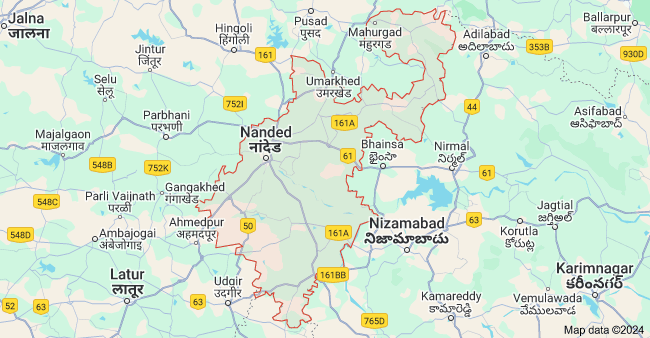 Jalna
जालना
Pusad
पुसद
Hingoli
हिंगोली
Mahurgad
मंहुरगड
Adilabad
ఆదిలాబాదు
Ballarpur
बल्लारपूर
353B
930D
Jintur
जिंतूर
161
Selu
सेलू
Umarkhed
उमरखेड
752I
44
Parbhani
परभणी
161A
Asifabad
ఆసిఫాబాద్
Majalgaon
माजलगाव
Nanded
नांदेड
Bhainsa
భైంసా
Nirmal
నిర్మల్
61
61
548B
752K
Gangakhed
गंगाखेड
Parli Vaijnath
परळी
548C
Jagtial
జగ్తియల్
Nizamabad
నిజామాబాదు
63
Korutla
కోరుట్ల
548D
Ambajogai
अंबेजोगाइ
Ahmedpur
अहमदपूर
50
161A
Latur
लातूर
Udgir
उदगीर
161BB
Karimnagar
కరీంనగర్
Kamareddy
కామారెడ్డి
Vemulawada
వేములవాడ
52
63
63
765D
Map data ©2024